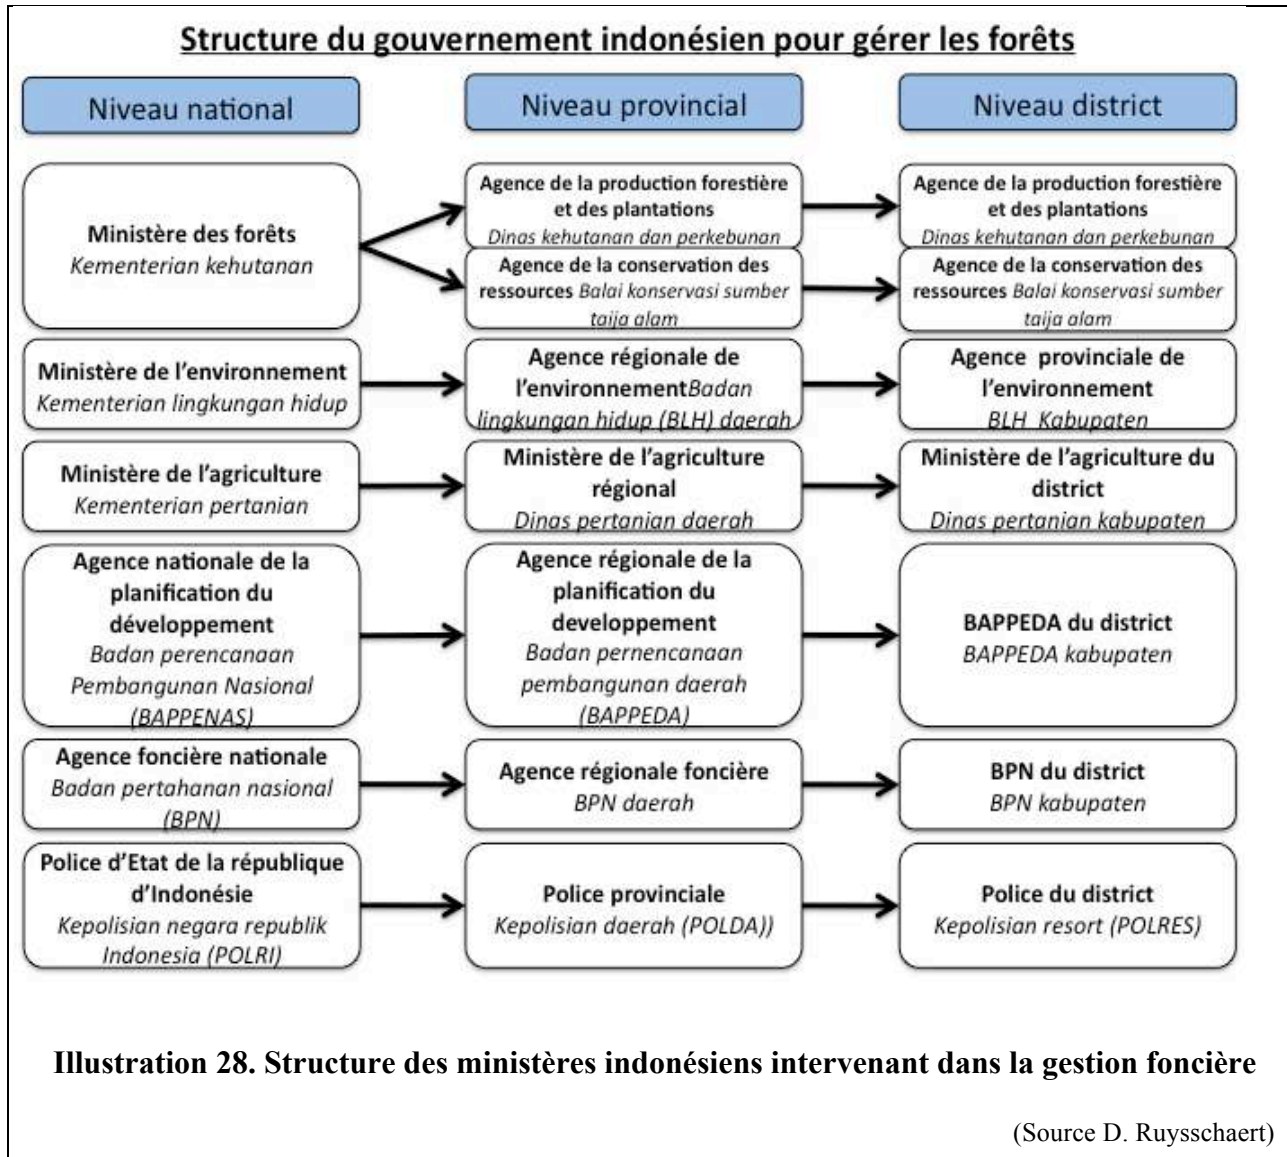 Structure du gouvernement indonésien pour gérer les forêts
Niveau national
Niveau provincial
Niveau district
Ministère des forêts
Kementerian kehutanan
Agence de la production forestière
et des plantations
Dinas kehutanan dan perkebunan
Agence de la conservation des
ressources Balai konservasi sumber
taija alam
Agence de la production forestière
et des plantations
Dinas kehutanan dan perkebunan
Agence de la conservation des
ressources Balai konservasi sumber
taija alam
Ministère de l'environnement
Kementerian lingkungan hidup
Agence régionale de
l'environnementBadan
lingkungan hidup (BLH) daerah
Agence provinciale de
l'environnement
BLH Kabupaten
Ministère de l'agriculture
Kementerian pertanian
Ministère de l'agriculture
régional
Dinas pertanian daerah
Ministère de l'agriculture du
district
Dinas pertanian kabupaten
Agence nationale de la
planification du
développement
Badan perencanaan
Pembangunan Nasional
(BAPPENAS)
Agence régionale de la
planification du
developpement
Badan pernencanaan
pembangunan daerah
(BAPPEDA)
BAPPEDA du district
BAPPEDA kabupaten
Agence foncière nationale
Badan pertahanan nasional
(BPN)
Agence régionale foncière
BPN daerah
BPN du district
BPN kabupaten
Police d'Etat de la république
d'Indonésie
Kepolisian negara republik
Indonesia (POLRI)
Police provinciale
Kepolisian daerah (POLDA))
Police du district
Kepolisian resort (POLRES)
Illustration 28. Structure des ministères indonésiens intervenant dans la gestion foncière
(Source D. Ruysschaert)